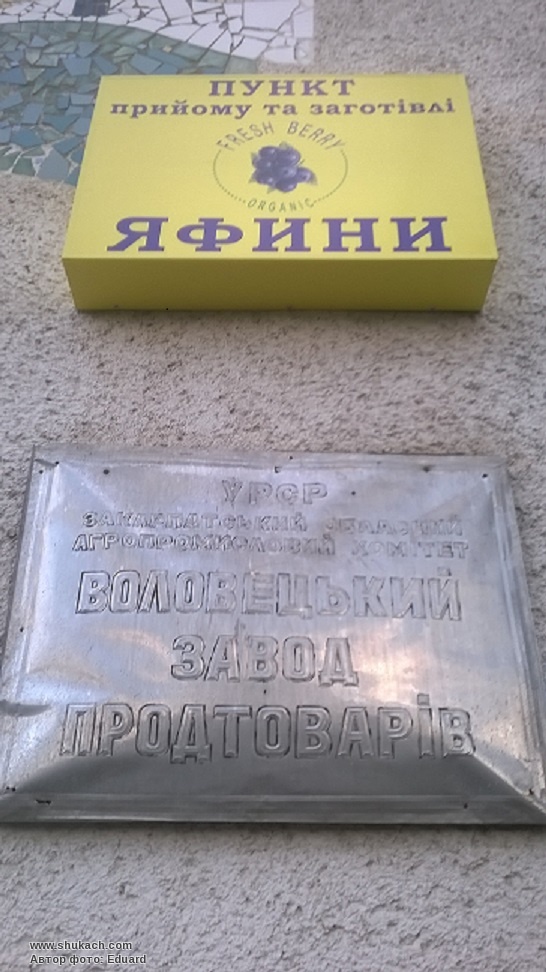 ПУНКТ
прийому та заготівлі
FRESH BERRY
ORGANIC
ЯФИНИ
УРСР
ЗАКАРПАТСЬКИЙ ОБЛАСНИЙ
АГРОПРОМИСЛОВИЙ КОМІТЕТ
ВОЛОВЕЦЬКИЙ
ЗАВОД
ПРОДТОВАРІВ
www.shukach.com
Автор фото: Eduard